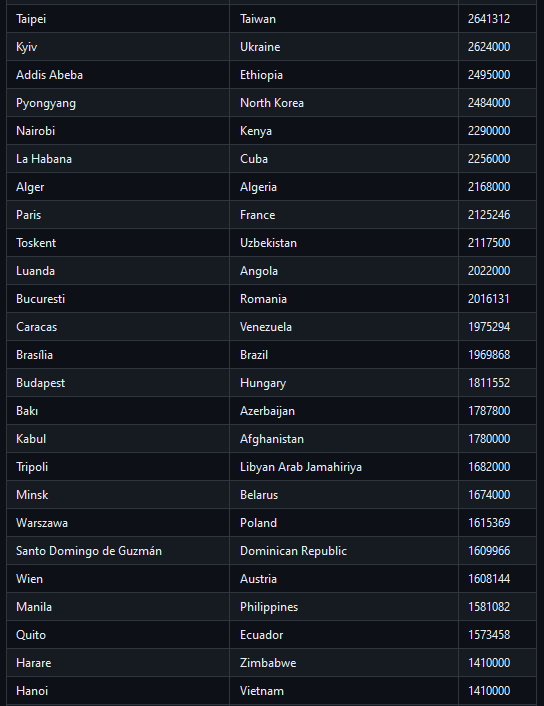 Taipei Taiwan 2641312
Kyiv Ukraine 2624000
Addis Abeba Ethiopia 2495000
Pyongyang North Korea 2484000
Nairobi Kenya 2290000
La Habana Cuba 2256000
Alger Algeria 2168000
Paris France 2125246
Toskent Uzbekistan 2117500
Luanda Angola 2022000
Bucuresti Romania 2016131
Caracas Venezuela 1975294
Brasília Brazil 1969868
Budapest Hungary 1811552
Bakı Azerbaijan 1787800
Kabul Afghanistan 1780000
Tripoli Libyan Arab Jamahiriya 1682000
Minsk Belarus 1674000
Warszawa Poland 1615369
Santo Domingo de Guzmán Dominican Republic 1609966
Wien Austria 1608144
Manila Philippines 1581082
Quito Ecuador 1573458
Harare Zimbabwe 1410000
Hanoi Vietnam 1410000